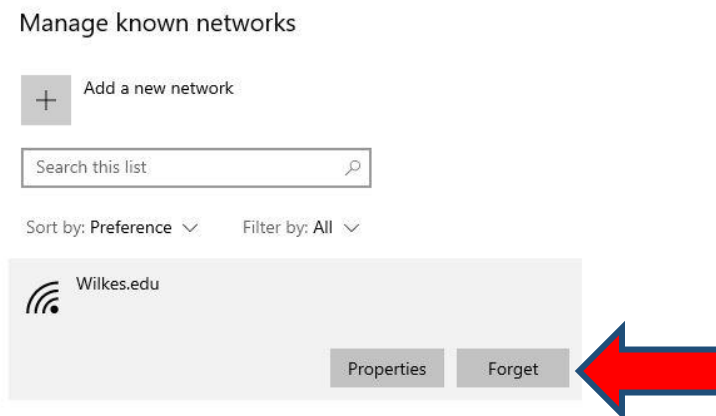 Manage known networks
Add a new network
Search this list
Sort by: Preference Filter by: All
Wilkes.edu
Properties Forget